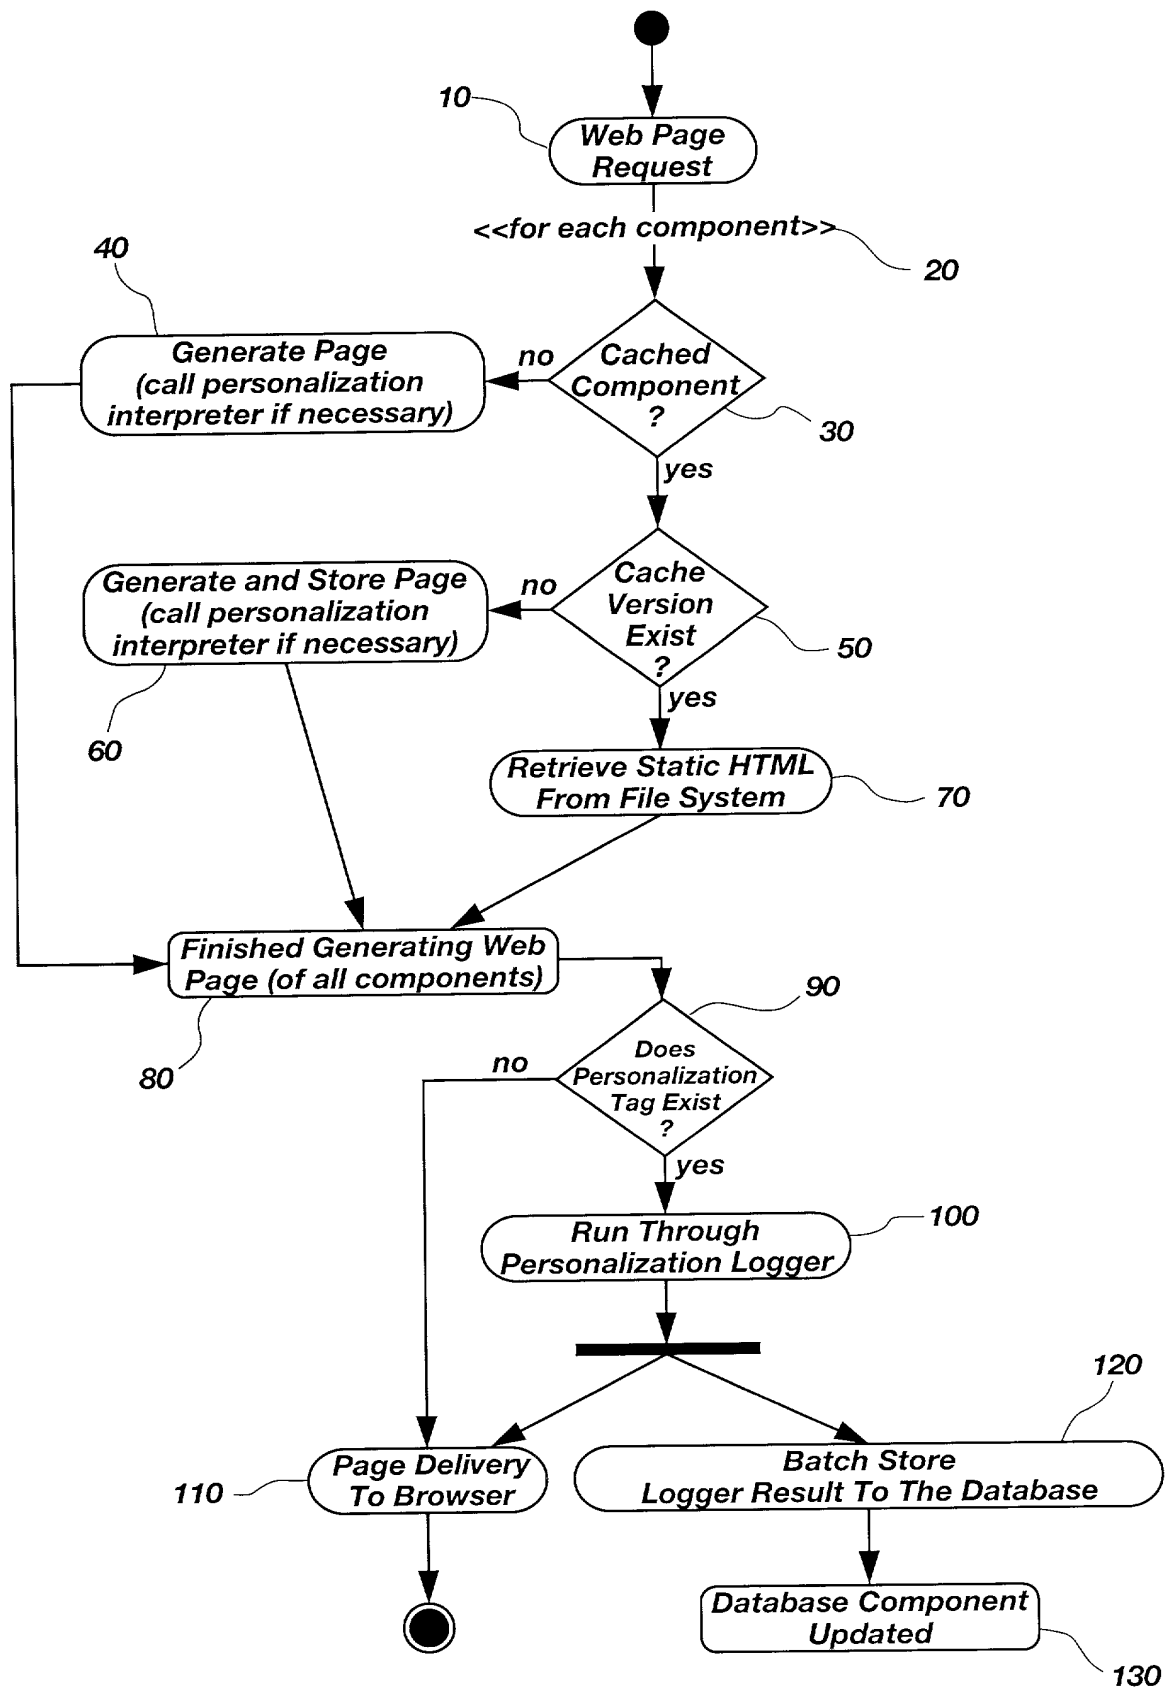 10
Web Page
Request
<<for each component>>
20
40
Generate Page
(call personalization
interpreter if necessary)
no
Cached
Component
?
30
yes
Generate and Store Page
(call personalization
interpreter if necessary)
no
Cache
Version
Exist
?
50
60
yes
Retrieve Static HTML
From File System
70
Finished Generating Web
Page (of all components)
80
90
no
Does
Personalization
Tag Exist
?
yes
Run Through
Personalization Logger
100
110
Page Delivery
To Browser
120
Batch Store
Logger Result To The Database
Database Component
Updated
130